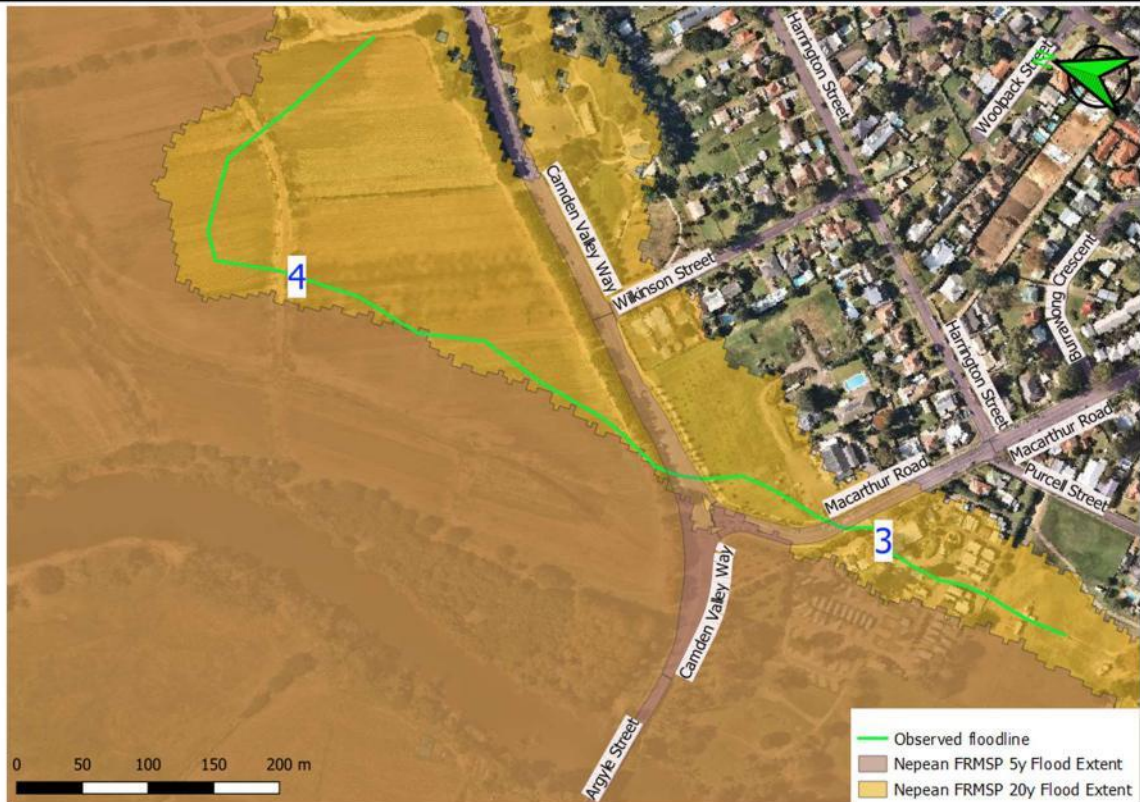 Harrington Street
Woolpack Street
Camden Valley Way
Wilkinson Street
Burrawong Crescent
4
Harrington Street
Macarthur Road
Macarthur Road
Purcell Street
3
Camden Valley Way
Argyle Street
0 50 100 150 200 m
Observed floodline
Nepean FRMSP 5y Flood Extent
Nepean FRMSP 20y Flood Extent